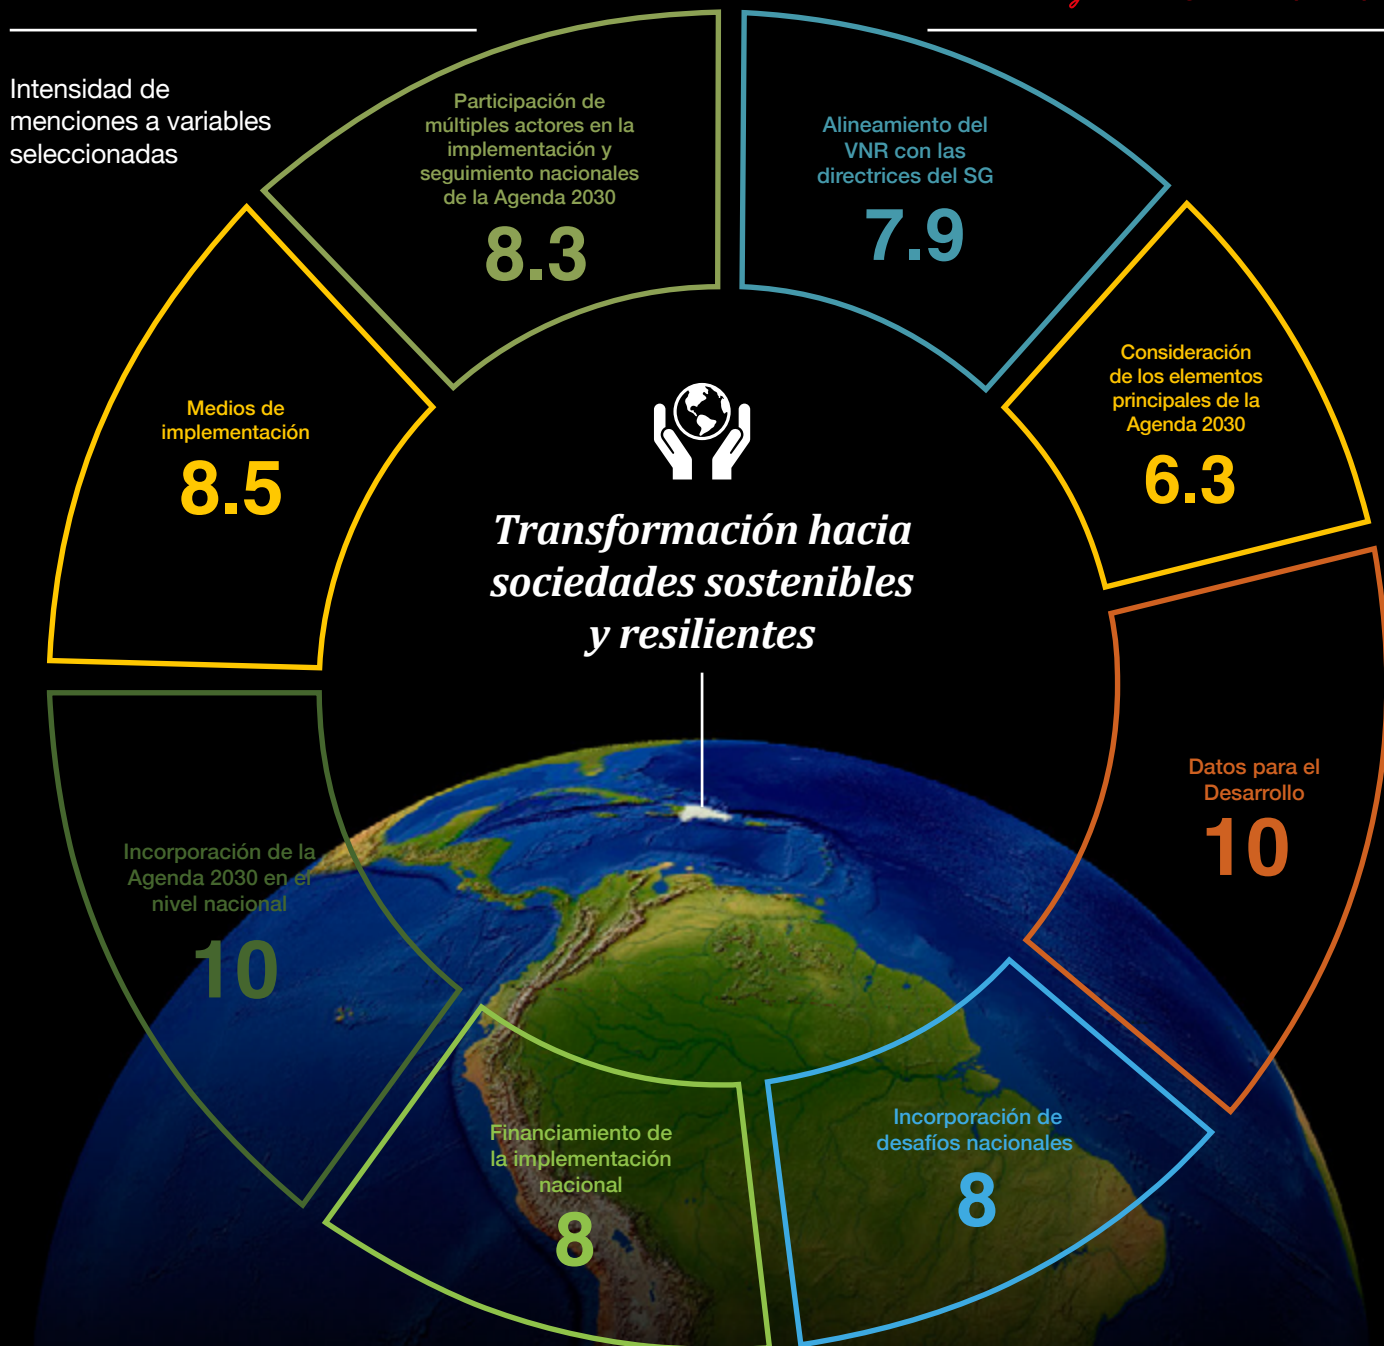 Intensidad de
menciones a variables
seleccionadas
Participación de
múltiples actores en la
implementación y
seguimiento nacionales
de la Agenda 2030
8.3
Alineamiento del
VNR con las
directrices del SG
7.9
Consideración
de los elementos
principales de la
Agenda 2030
6.3
Medios de
implementación
8.5
Transformación hacia
sociedades sostenibles
y resilientes
Datos para el
Desarrollo
10
Incorporación de la
Agenda 2030 en el
nivel nacional
10
Incorporación de
desafíos nacionales
8
Financiamiento de
la implementación
nacional
8